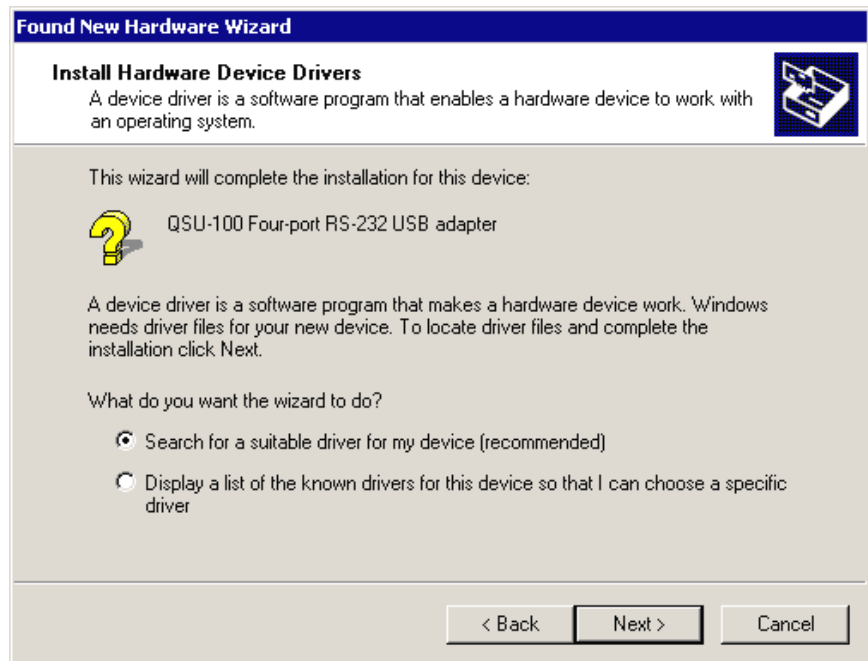 Found New Hardware Wizard
Install Hardware Device Drivers
A device driver is a software program that enables a hardware device to work with
an operating system.
This wizard will complete the installation for this device:
QSU-100 Four-port RS-232 USB adapter
A device driver is a software program that makes a hardware device work. Windows
needs driver files for your new device. To locate driver files and complete the
installation click Next.
What do you want the wizard to do?
Search for a suitable driver for my device (recommended)
Display a list of the known drivers for this device so that I can choose a specific
driver
< Back
Next >
Cancel